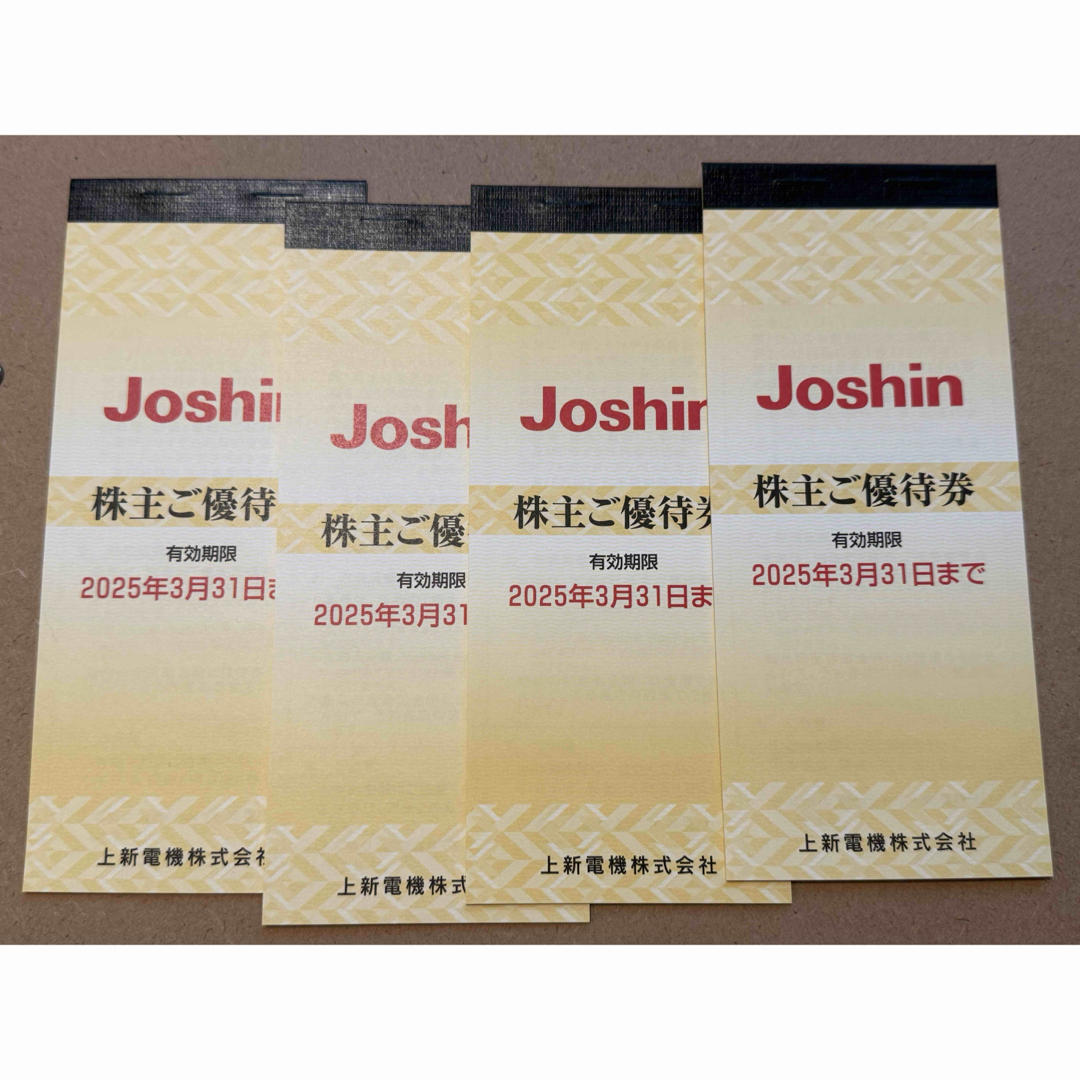 Joshin
株主ご優待
有効期限
2025年3月31日ま
上新電機株式会社
Josh
株主ご優
有効期限
2025年3月31
上新電機株式
Joshin
株主ご優待券
有効期限
2025年3月31日ま
上新電機株式会社
Joshin
株主ご優待券
有効期限
2025年3月31日まで
上新電機株式会社